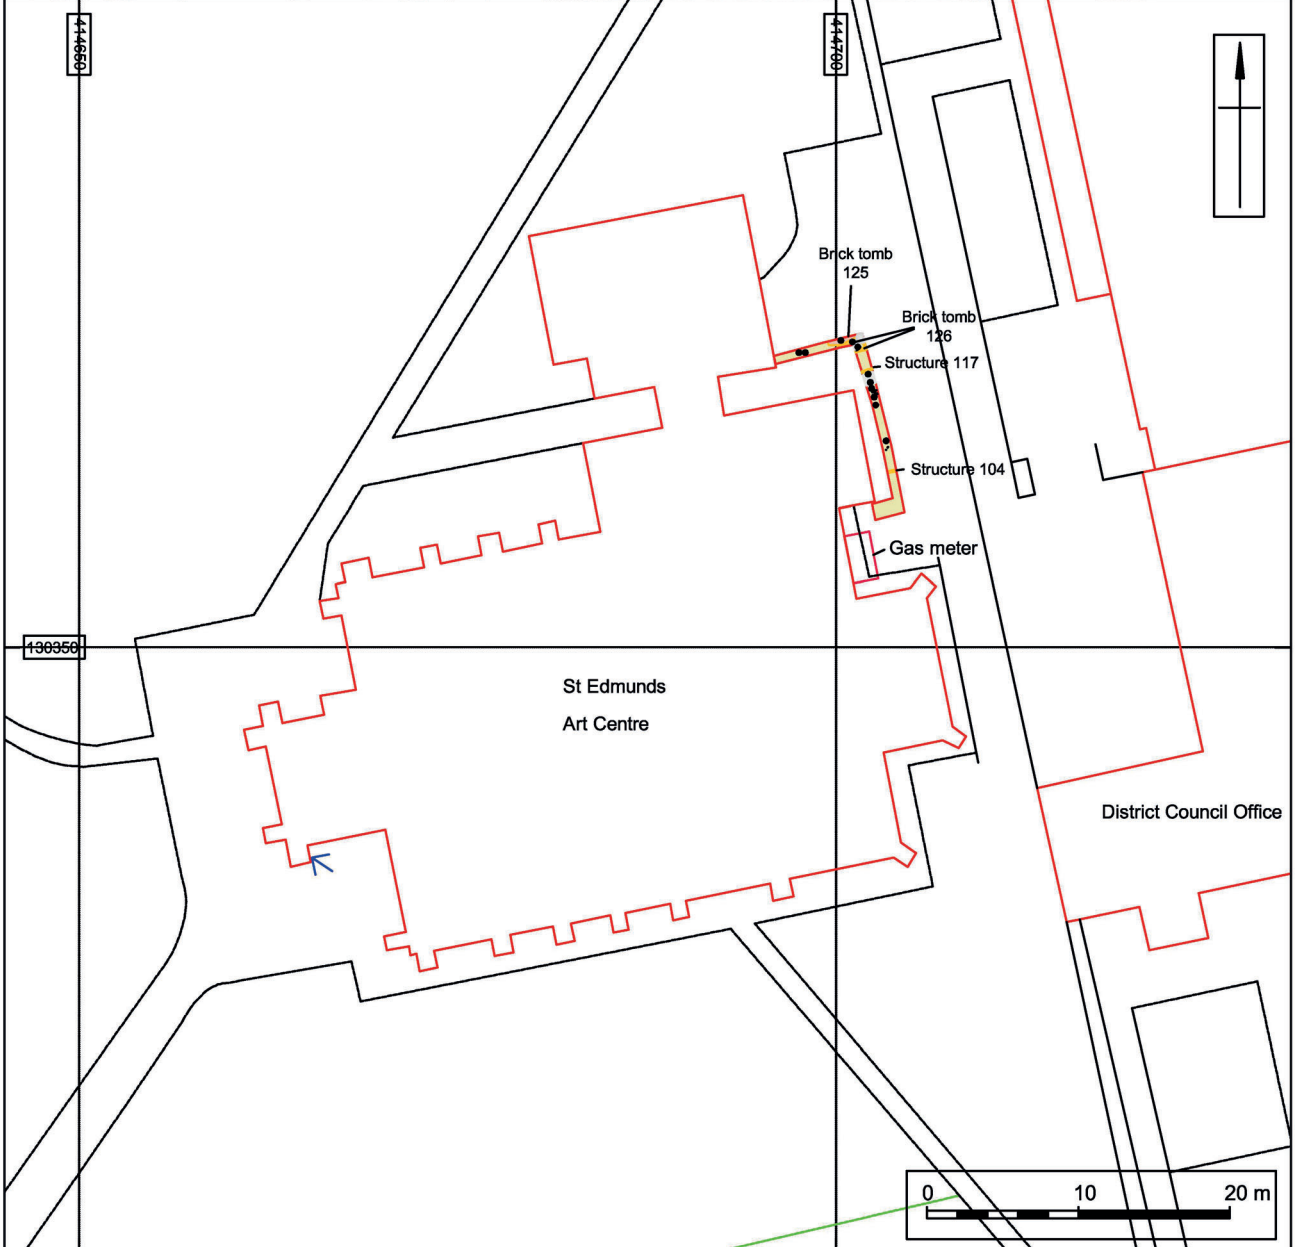 414650
414700
Brick tomb
125
Brick tomb
126
Structure 117
Structure 104
Gas meter
130350
St Edmunds
Art Centre
District Council Office
0 10 20 m